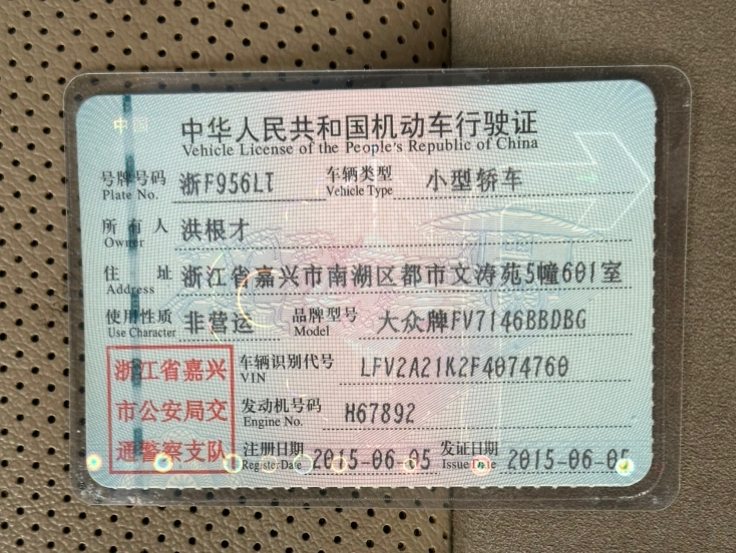 中国
中华人民共和国机动车行驶证
Vehicle License of the People's Republic of China
号牌号码 浙F956LT 车辆类型 小型轿车
Plate No. Vehicle Type
所有人 洪根才
Owner
住址 浙江省嘉兴市南湖区都市文涛苑5幢601室
Address
使用性质 非营运 品牌型号 大众牌FV7146BBDBG
Use Character Model
浙江省嘉兴 车辆识别代号 LFV2A21K2F4074760
VIN
市公安局交 发动机号码 H67892
Engine No.
通警察支队 注册日期 2015-06-05 发证日期 2015-06-05
Register Date Issue Date